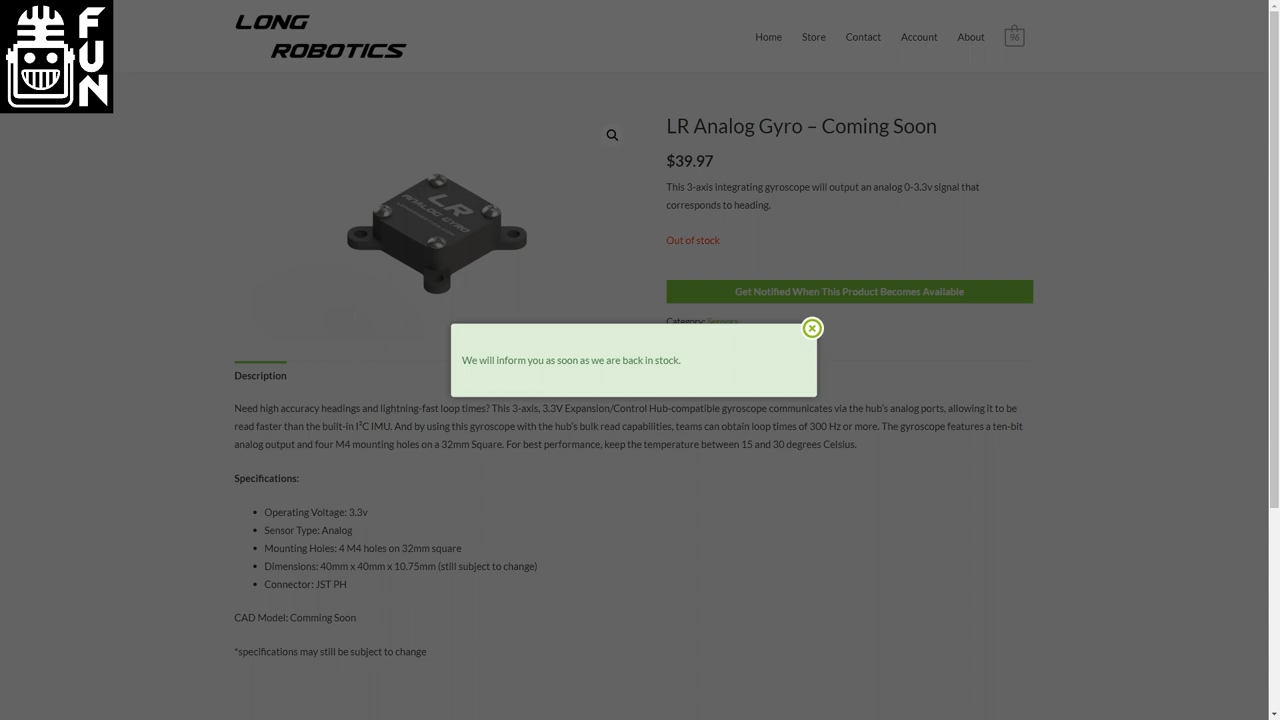 FUN
LONG
ROBOTICS
Home Store Contact Account About 96
LR Analog Gyro – Coming Soon
$39.97
This 3-axis integrating gyroscope will output an analog 0-3.3v signal that
corresponds to heading.
Out of stock
LR
ANALOG GYRO
Get Notified When This Product Becomes Available
Category: Sensors
We will inform you as soon as we are back in stock.
Description
Need high accuracy headings and lightning-fast loop times? This 3-axis, 3.3V Expansion/Control Hub-compatible gyroscope communicates via the hub's analog ports, allowing it to be
read faster than the built-in I²C IMU. And by using this gyroscope with the hub's bulk read capabilities, teams can obtain loop times of 300 Hz or more. The gyroscope features a ten-bit
analog output and four M4 mounting holes on a 32mm Square. For best performance, keep the temperature between 15 and 30 degrees Celsius.
Specifications:
• Operating Voltage: 3.3v
• Sensor Type: Analog
• Mounting Holes: 4 M4 holes on 32mm square
• Dimensions: 40mm x 40mm x 10.75mm (still subject to change)
• Connector: JST PH
CAD Model: Comming Soon
*specifications may still be subject to change